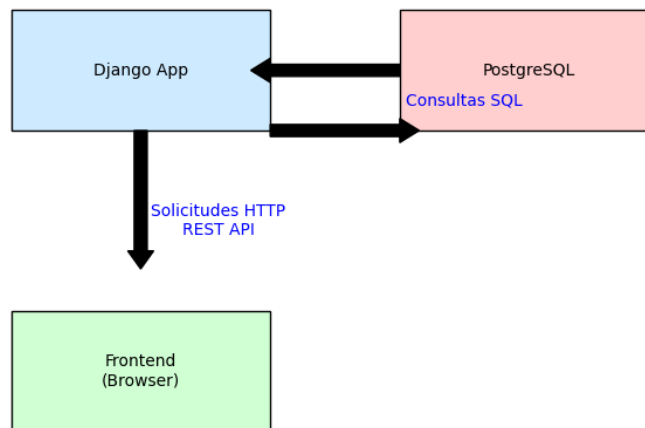 Django App
PostgreSQL
Consultas SQL
Solicitudes HTTP
REST API
Frontend
(Browser)